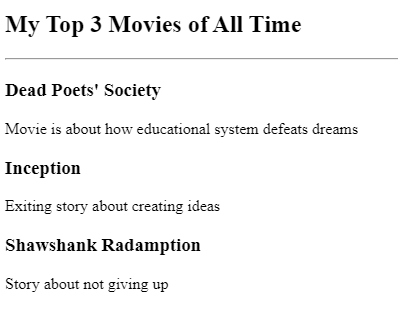 My Top 3 Movies of All Time
Dead Poets' Society
Movie is about how educational system defeats dreams
Inception
Exiting story about creating ideas
Shawshank Radamption
Story about not giving up